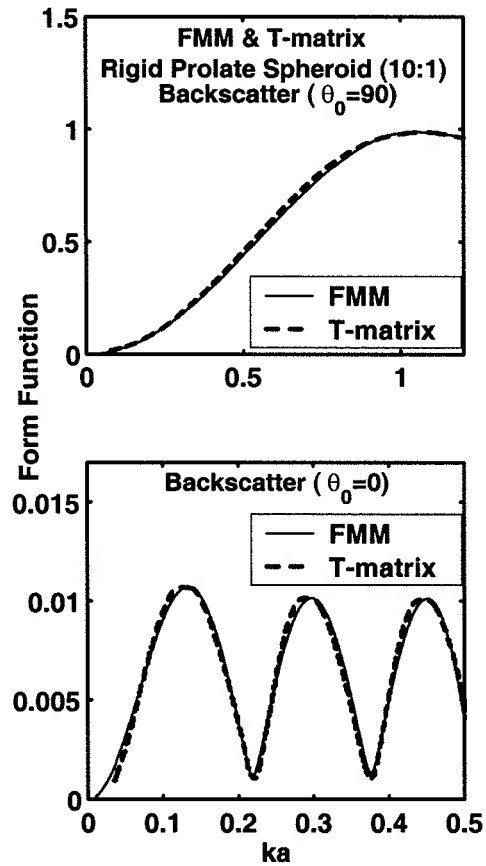 FMM & T-matrix
Rigid Prolate Spheroid (10:1)
Backscatter ( θ0=90)
1.5
1
0.5
0
0
0.5
1
FMM
T-matrix
Form Function
Backscatter ( θ0=0)
0.015
0.01
0.005
0
FMM
T-matrix
0
0.1
0.2
0.3
0.4
0.5
ka